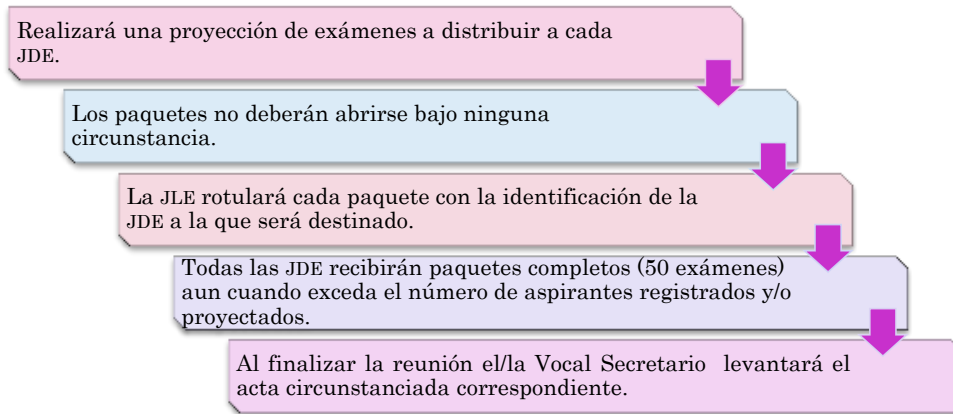 Realizará una proyección de exámenes a distribuir a cada
JDE.
Los paquetes no deberán abrirse bajo ninguna
circunstancia.
La JLE rotulará cada paquete con la identificación de la
JDE a la que será destinado.
Todas las JDE recibirán paquetes completos (50 exámenes)
aun cuando exceda el número de aspirantes registrados y/o
proyectados.
Al finalizar la reunión el/la Vocal Secretario levantará el
acta circunstanciada correspondiente.